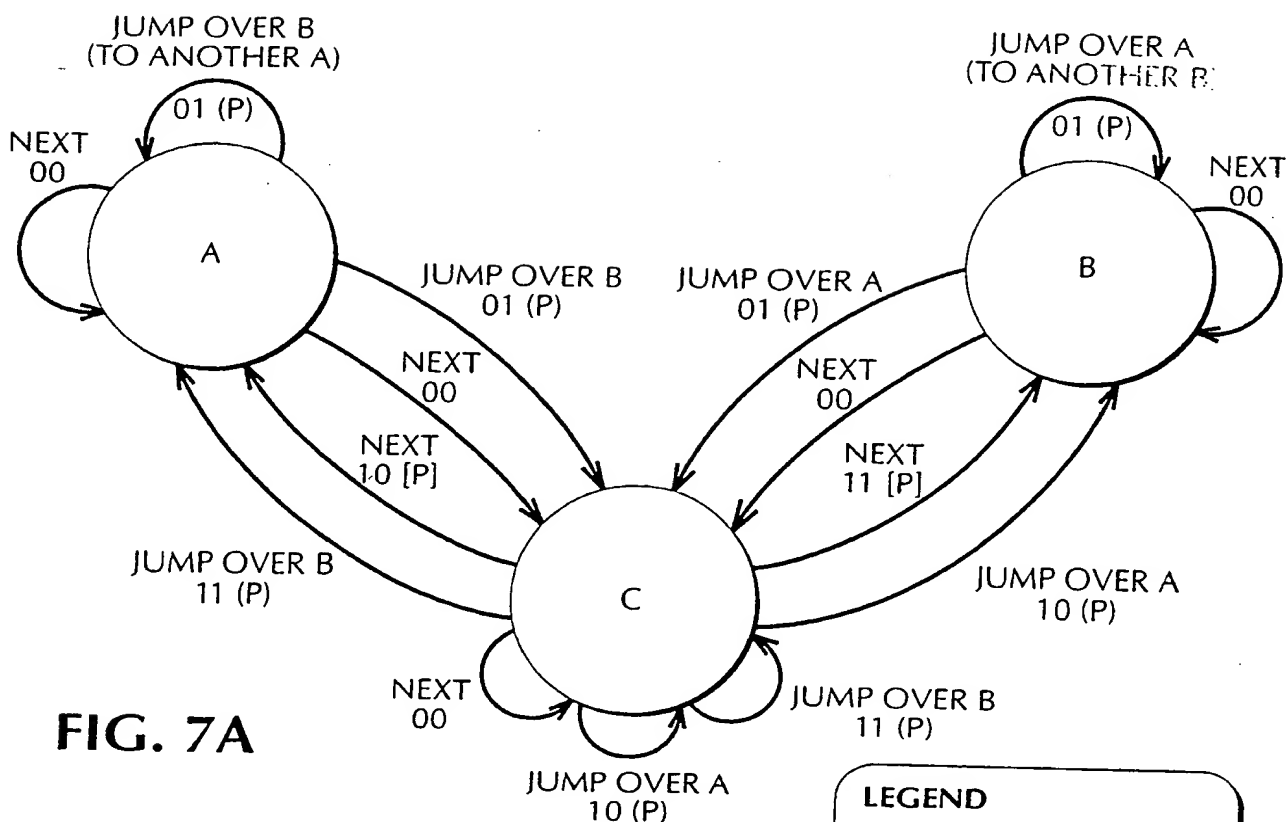 JUMP OVER B
(TO ANOTHER A)
01 (P)
NEXT
00
A
JUMP OVER A
(TO ANOTHER B
01 (P)
NEXT
00
B
JUMP OVER B
01 (P)
JUMP OVER A
01 (P)
NEXT
00
NEXT
00
NEXT
10 [P]
NEXT
11 [P]
JUMP OVER B
11 (P)
JUMP OVER A
10 (P)
C
NEXT
00
JUMP OVER B
11 (P)
JUMP OVER A
10 (P)
FIG. 7A
LEGEND